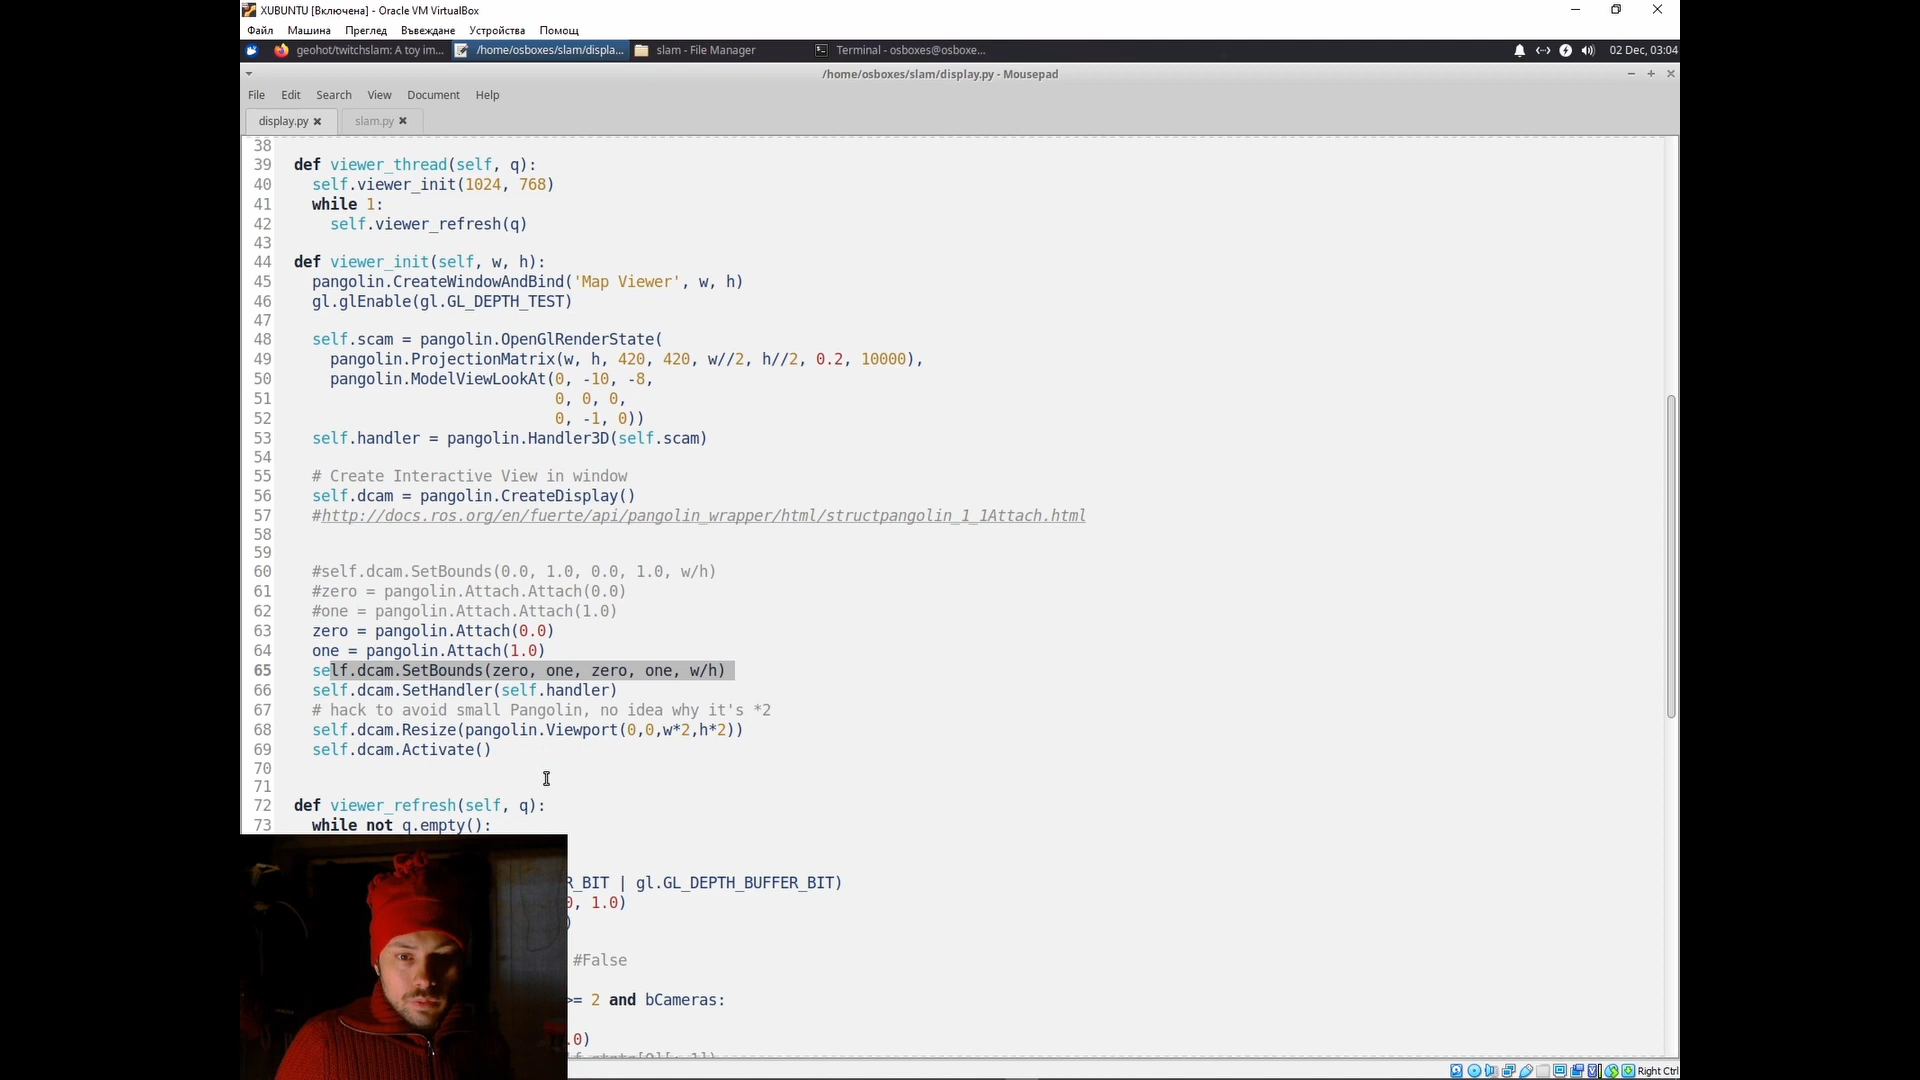 XUBUNTU [Включена] - Oracle VM VirtualBox
Файл Машина Преглед Въвеждане Устройства Помощ
geohot/twitchslam: A toy im... /home/osboxes/slam/displa... slam - File Manager Terminal - osboxes@osboxe... 02 Dec, 03:04
/home/osboxes/slam/display.py - Mousepad
File Edit Search View Document Help
display.py slam.py
38
39 def viewer_thread(self, q):
40 self.viewer_init(1024, 768)
41 while 1:
42 self.viewer_refresh(q)
43
44 def viewer_init(self, w, h):
45 pangolin.CreateWindowAndBind('Map Viewer', w, h)
46 gl.glEnable(gl.GL_DEPTH_TEST)
47
48 self.scam = pangolin.OpenGlRenderState(
49 pangolin.ProjectionMatrix(w, h, 420, 420, w//2, h//2, 0.2, 10000),
50 pangolin.ModelViewLookAt(0, -10, -8,
51 0, 0, 0,
52 0, -1, 0))
53 self.handler = pangolin.Handler3D(self.scam)
54
55 # Create Interactive View in window
56 self.dcam = pangolin.CreateDisplay()
57 #http://docs.ros.org/en/fuerte/api/pangolin_wrapper/html/structpangolin_1_1Attach.html
58
59
60 #self.dcam.SetBounds(0.0, 1.0, 0.0, 1.0, w/h)
61 #zero = pangolin.Attach.Attach(0.0)
62 #one = pangolin.Attach.Attach(1.0)
63 zero = pangolin.Attach(0.0)
64 one = pangolin.Attach(1.0)
65 self.dcam.SetBounds(zero, one, zero, one, w/h)
66 self.dcam.SetHandler(self.handler)
67 # hack to avoid small Pangolin, no idea why it's *2
68 self.dcam.Resize(pangolin.Viewport(0,0,w*2,h*2))
69 self.dcam.Activate()
70
71
72 def viewer_refresh(self, q):
73 while not q.empty():
R_BIT | gl.GL_DEPTH_BUFFER_BIT)
0, 1.0)
)
#False
>= 2 and bCameras:
.0)
Right Ctrl